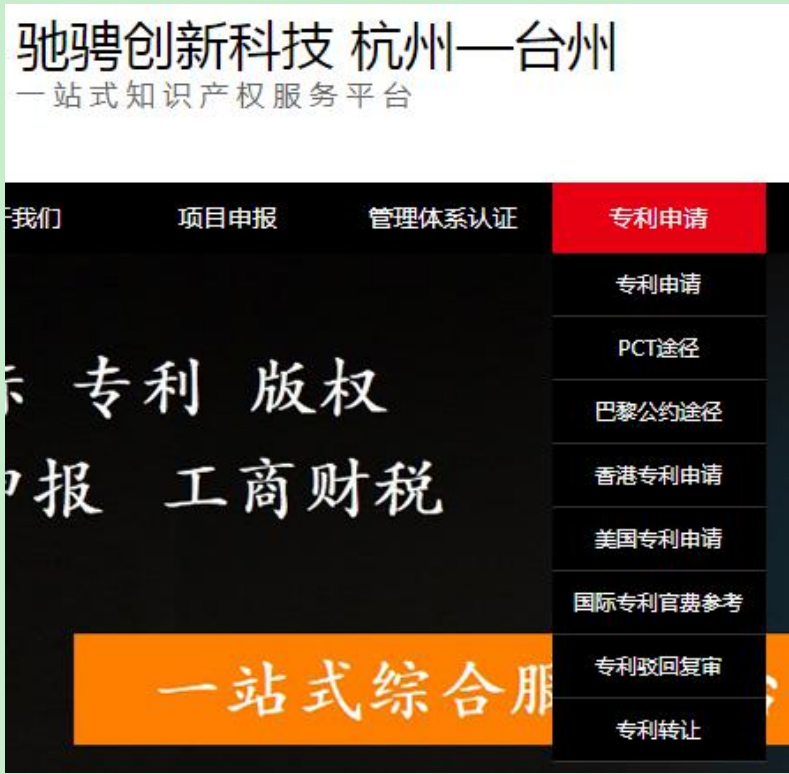 驰骋创新科技 杭州—台州
一站式知识产权服务平台
我们 项目申报 管理体系认证 专利申请
专利申请
PCT途径
巴黎公约途径
专利 版权
香港专利申请
报 工商财税
美国专利申请
国际专利官费参考
一站式综合服
专利驳回复审
专利转让